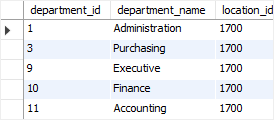 department_id department_name location_id
1 Administration 1700
3 Purchasing 1700
9 Executive 1700
10 Finance 1700
11 Accounting 1700